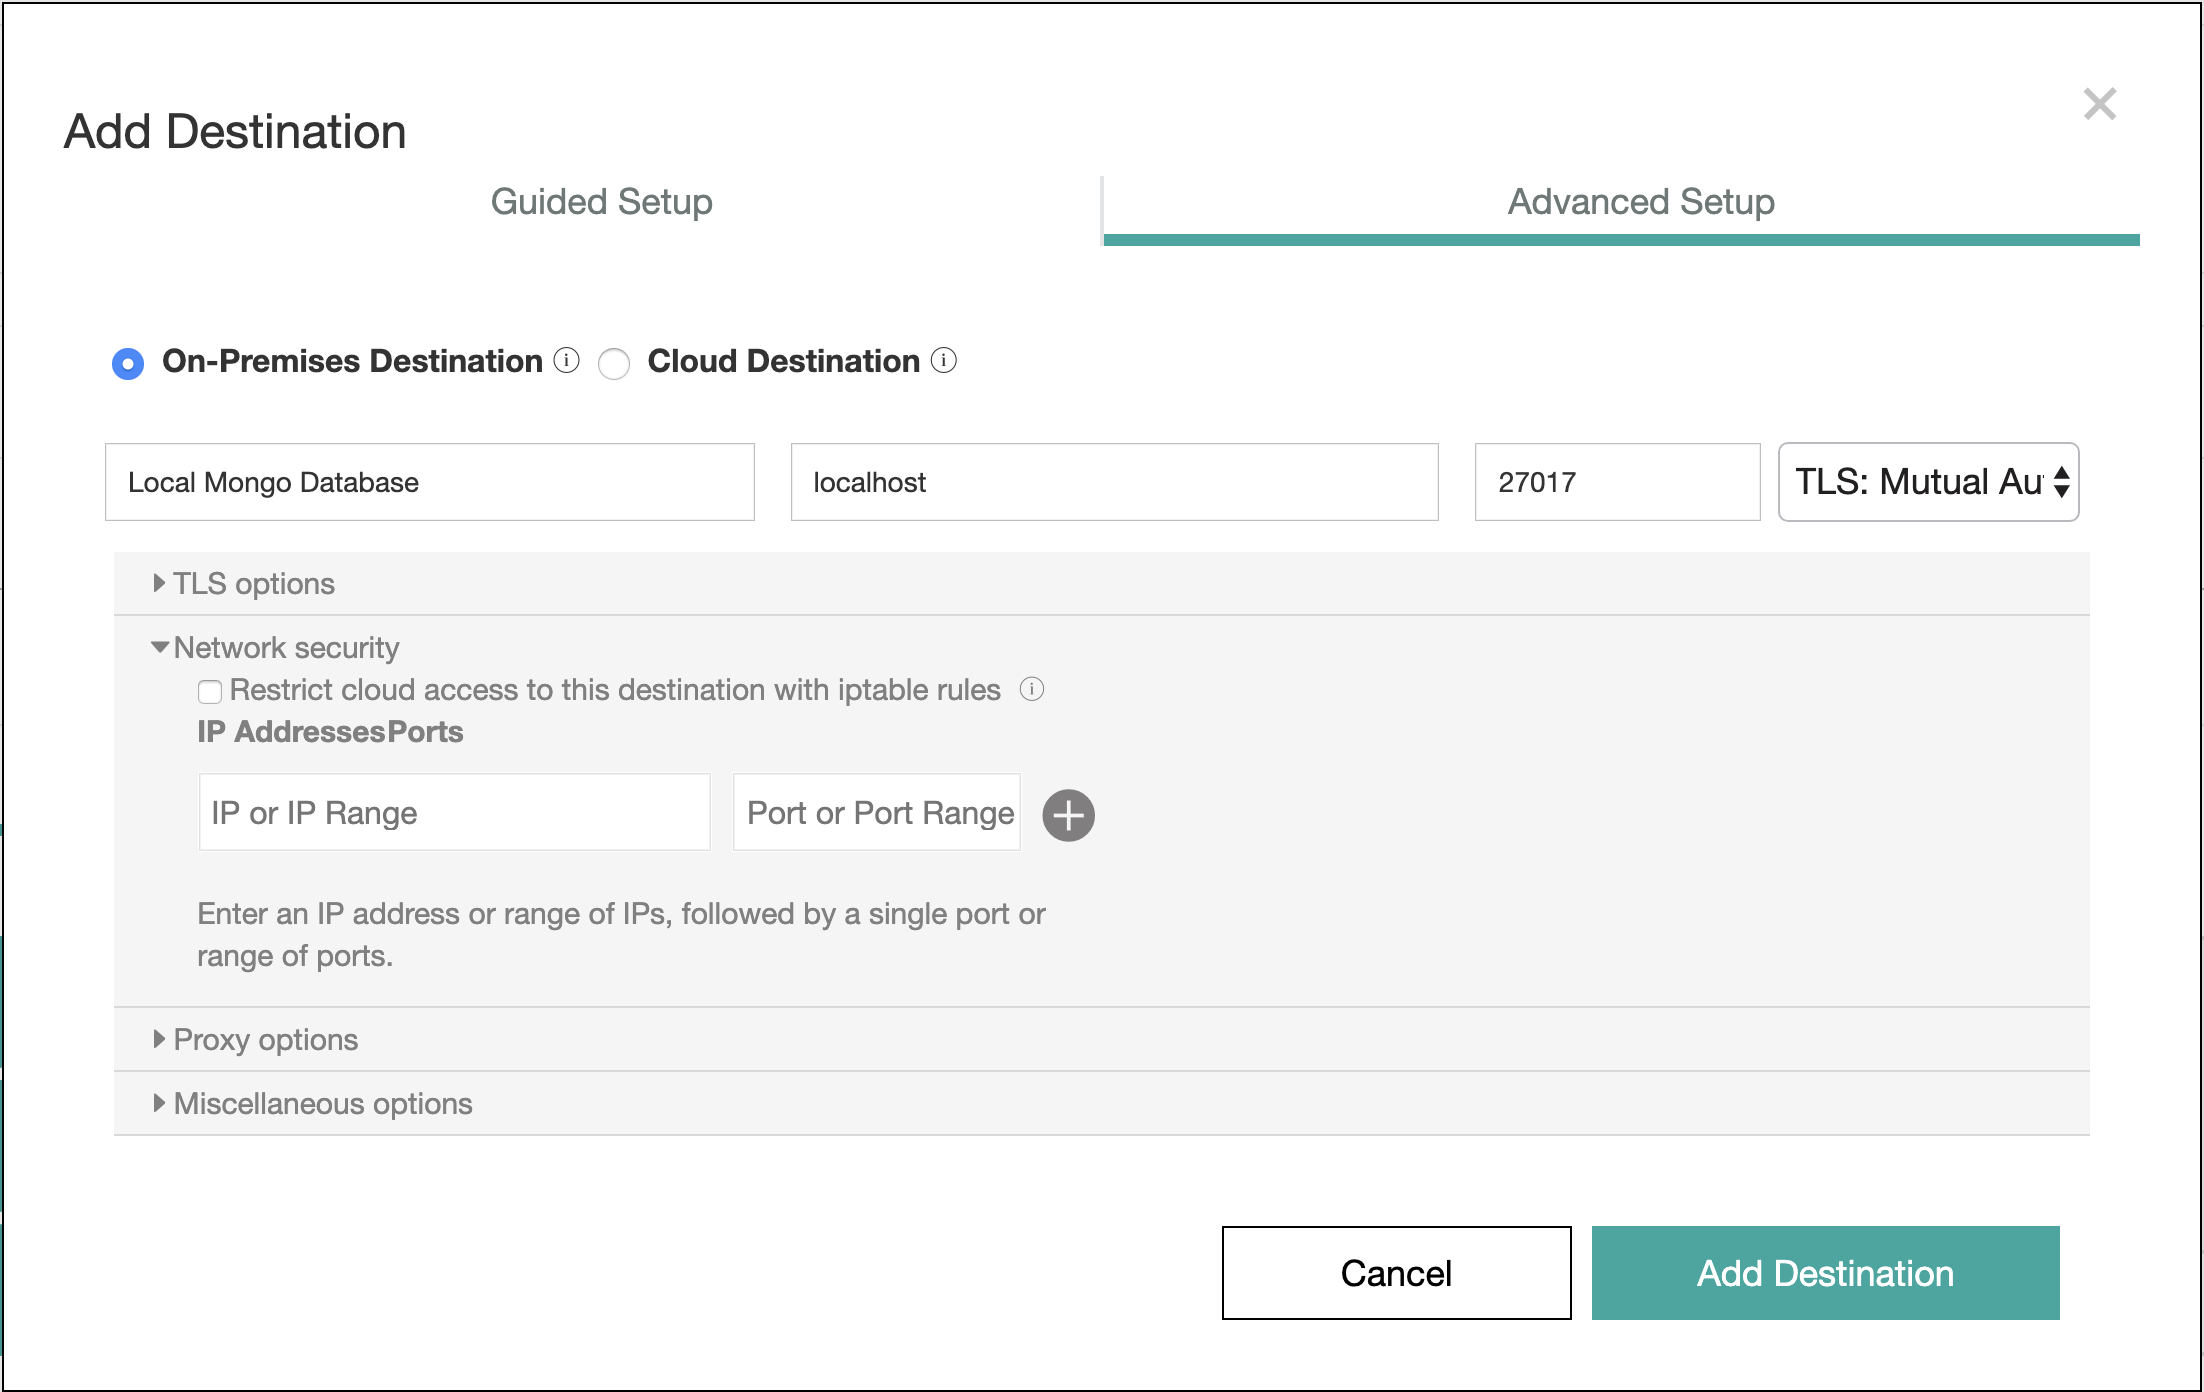 Add Destination
Guided Setup
Advanced Setup
On-Premises Destination
Cloud Destination
Local Mongo Database
localhost
27017
TLS: Mutual Au
TLS options
Network security
Restrict cloud access to this destination with iptable rules
IP AddressesPorts
IP or IP Range
Port or Port Range
Enter an IP address or range of IPs, followed by a single port or
range of ports.
Proxy options
Miscellaneous options
Cancel
Add Destination